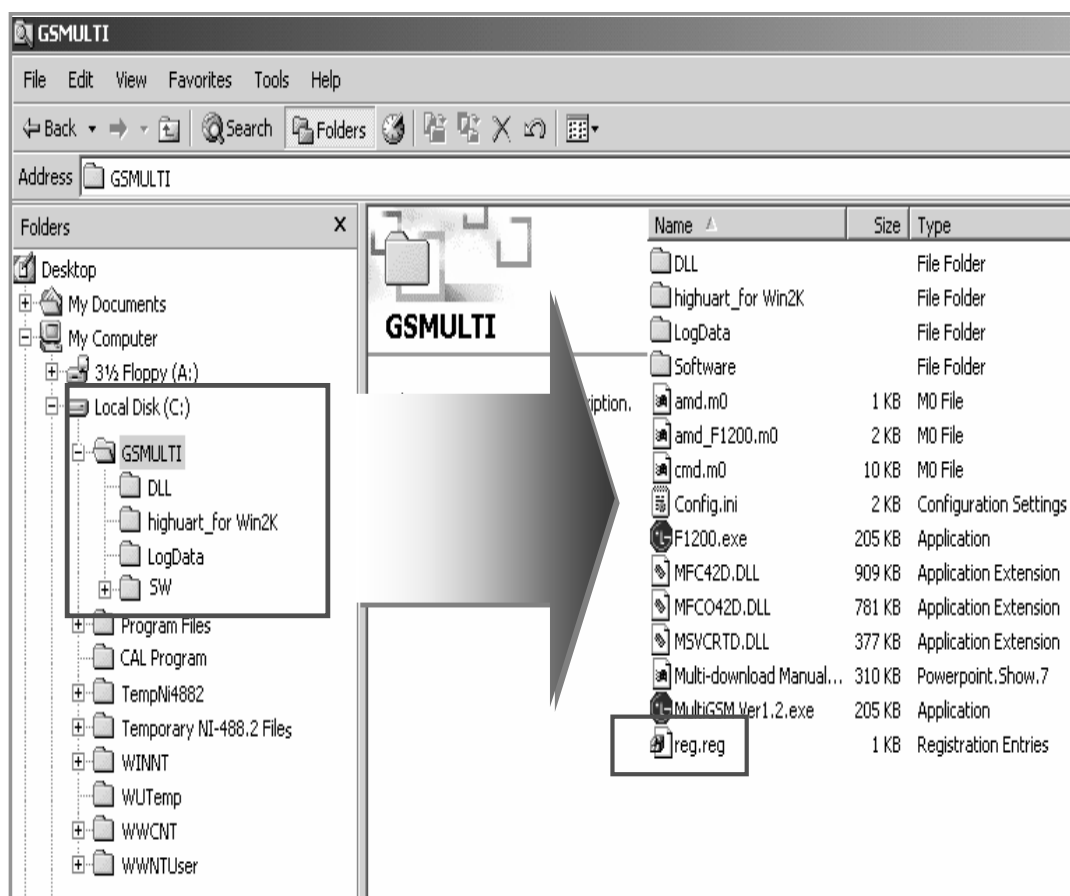 GSMULTI
File Edit View Favorites Tools Help
Back Search Folders
Address GSMULTI
Folders X
Desktop
My Documents
My Computer
3½ Floppy (A:)
Local Disk (C:)
GSMULTI
DLL
highuart_for Win2K
LogData
SW
Program Files
CAL Program
TempNi4882
Temporary NI-488.2 Files
WINNT
WUTemp
WWCNT
WWNTUser
GSMULTI
Name Size Type
DLL File Folder
highuart_for Win2K File Folder
LogData File Folder
Software File Folder
amd.m0 1 KB M0 File
amd_F1200.m0 2 KB M0 File
cmd.m0 10 KB M0 File
Config.ini 2 KB Configuration Settings
F1200.exe 205 KB Application
MFC42D.DLL 909 KB Application Extension
MFCO42D.DLL 781 KB Application Extension
MSVCRTD.DLL 377 KB Application Extension
Multi-download Manual... 310 KB Powerpoint.Show.7
MultiGSM Ver1.2.exe 205 KB Application
reg.reg 1 KB Registration Entries